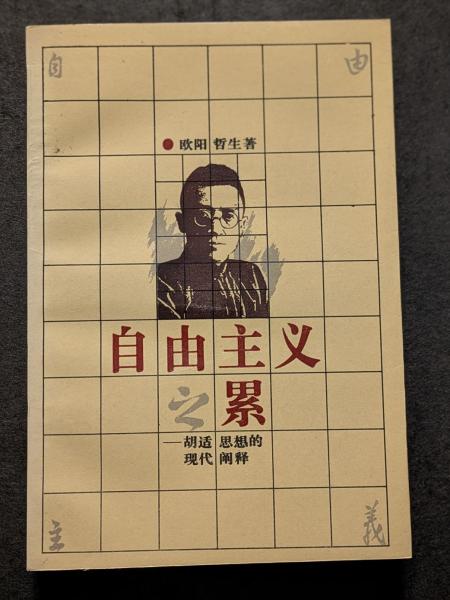 自 由
欧阳 哲生著
自由主义
之累
——胡适 思想的
现代 阐释
主 義